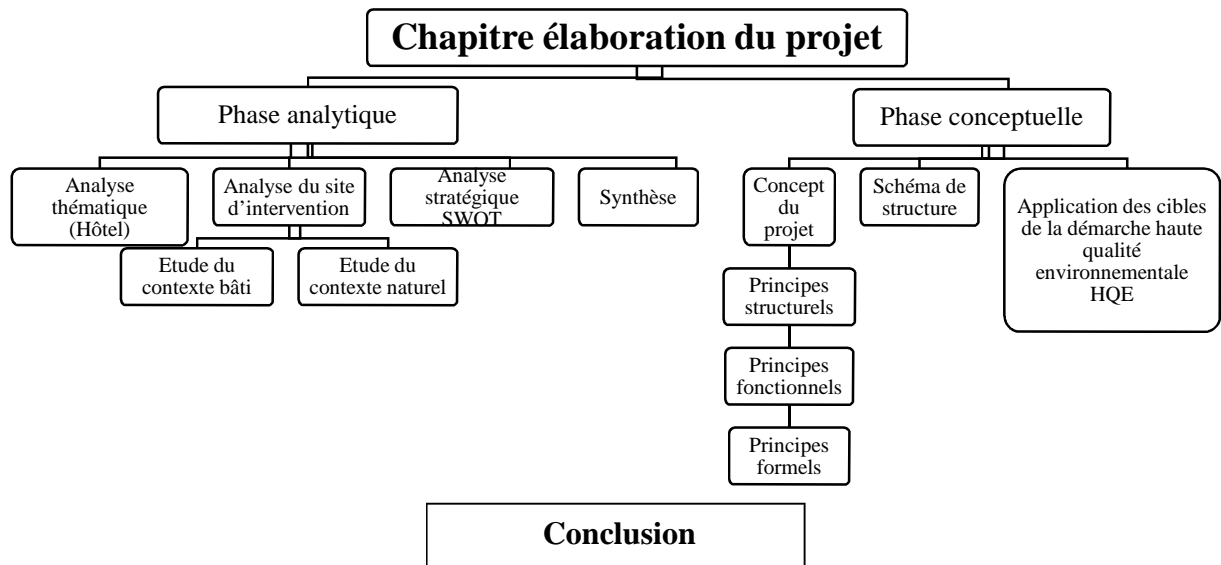 Chapitre élaboration du projet
Phase analytique
Phase conceptuelle
Analyse
thématique
(Hôtel)
Analyse du site
d'intervention
Analyse
stratégique
SWOT
Synthèse
Concept
du
projet
Schéma de
structure
Application des cibles
de la démarche haute
qualité
environnementale
HQE
Etude du
contexte bâti
Etude du
contexte naturel
Principes
structurels
Principes
fonctionnels
Principes
formels
Conclusion